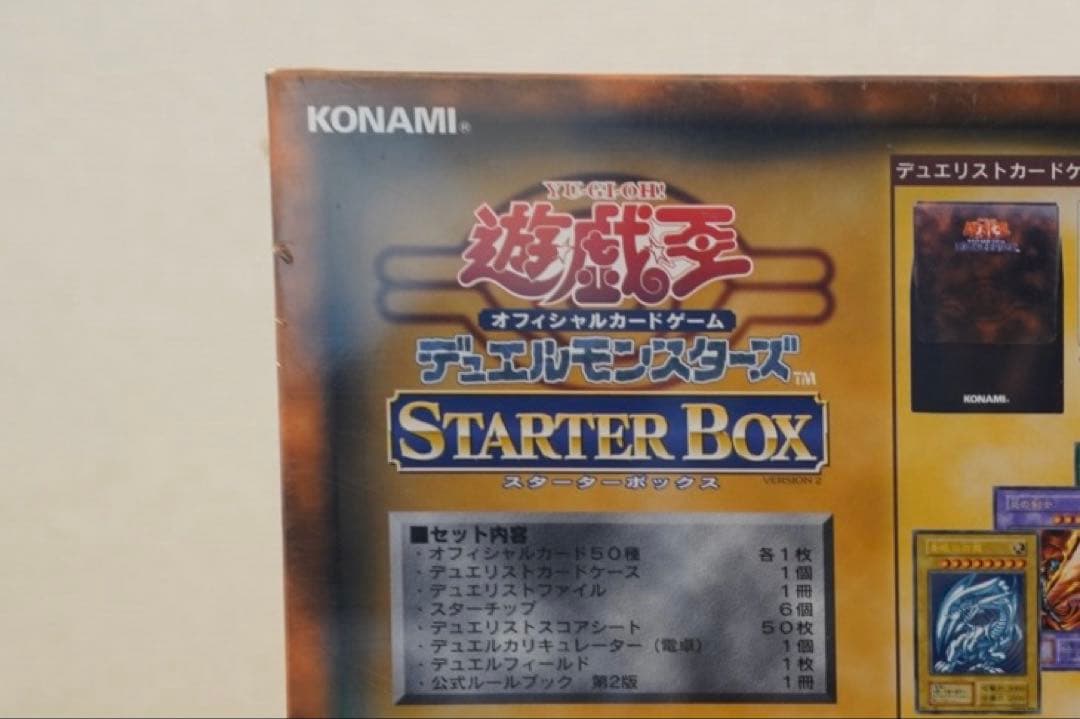 KONAMI®
デュエリストカードケ
YU-GI-OH!
遊☆戯☆王
オフィシャルカードゲーム
デュエルモンスターズ™
STARTER BOX
スターターボックス VERSION 2
KONAMI
■セット内容
・オフィシャルカード50種 各1枚
・デュエリストカードケース 1個
・デュエリストファイル 1冊
・スターチップ 6個
・デュエリストスコアシート 50枚
・デュエルカリキュレーター（電卓） 1個
・デュエルフィールド 1枚
・公式ルールブック 第2版 1冊